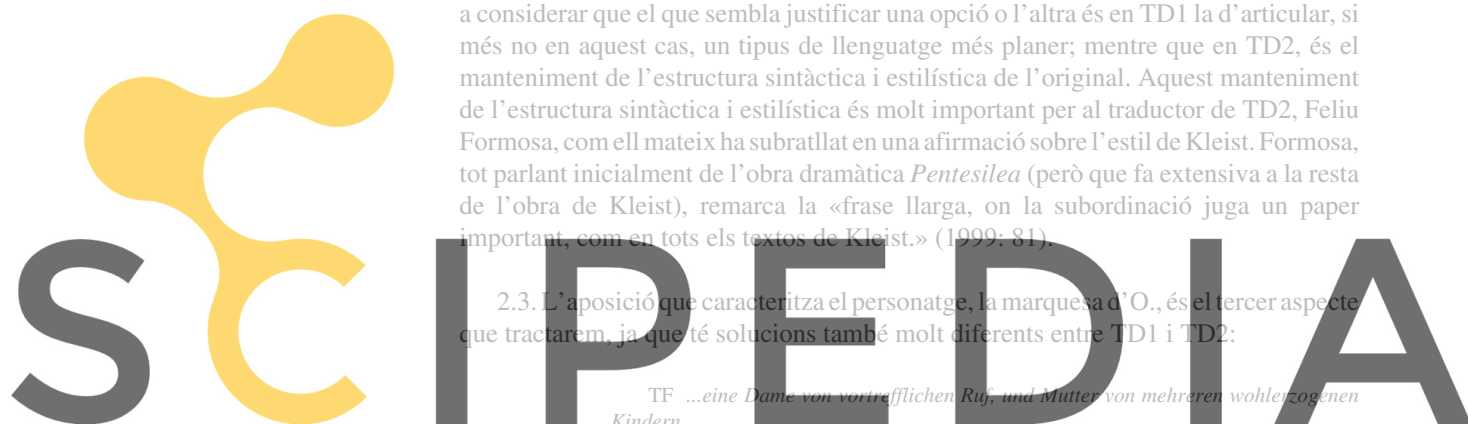 a considerar que el que sembla justificar una opció o l’altra és en TD1 la d’articular, si
més no en aquest cas, un tipus de llenguatge més planer; mentre que en TD2, és el
manteniment de l’estructura sintàctica i estilística de l’original. Aquest manteniment
de l’estructura sintàctica i estilística és molt important per al traductor de TD2, Feliu
Formosa, com ell mateix ha subratllat en una afirmació sobre l’estil de Kleist. Formosa,
tot parlant inicialment de l’obra dramàtica Pentesilea (però que fa extensiva a la resta
de l’obra de Kleist), remarca la «frase llarga, on la subordinació juga un paper
important, com en tots els textos de Kleist.» (1999: 81).
SCIPEDIA
2.3. L’aposició que caracteritza el personatge, la marquesa d’O., és el tercer aspecte
que tractarem, ja que té solucions també molt diferents entre TD1 i TD2:
TF ...eine Dame von vortrefflichen Ruf, und Mutter von mehreren wohlerzogenen
Kindern